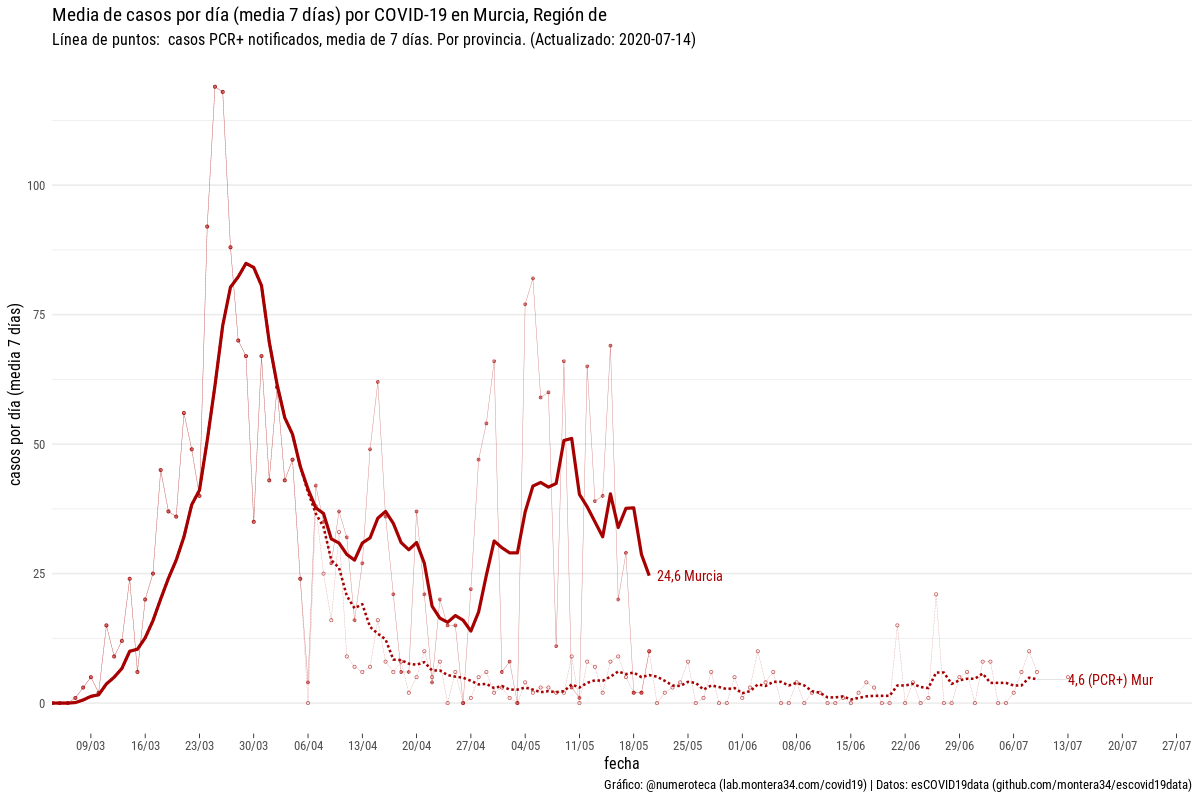 Media de casos por día (media 7 días) por COVID-19 en Murcia, Región de
Línea de puntos:  casos PCR+ notificados, media de 7 días. Por provincia. (Actualizado: 2020-07-14)
casos por día (media 7 días)
100
75
50
25
0
24,6 Murcia
4,6 (PCR+) Mur
09/03 16/03 23/03 30/03 06/04 13/04 20/04 27/04 04/05 11/05 18/05 25/05 01/06 08/06 15/06 22/06 29/06 06/07 13/07 20/07 27/07
fecha
Gráfico: @numeroteca (lab.montera34.com/covid19) | Datos: esCOVID19data (github.com/montera34/escovid19data)